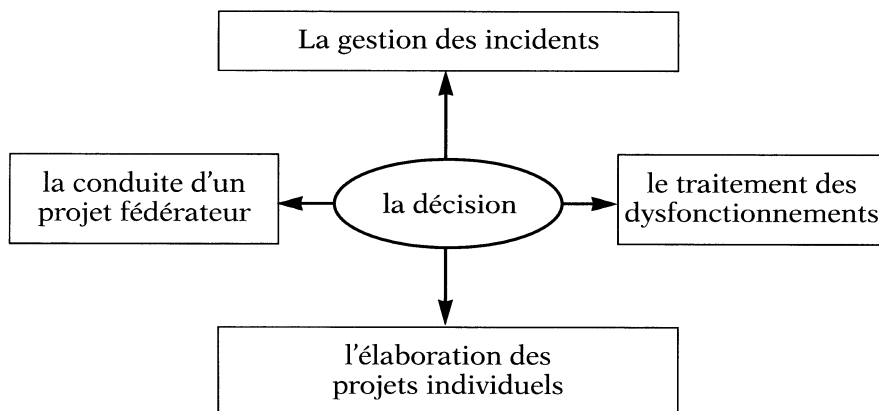 La gestion des incidents
la conduite d'un
projet fédérateur
la décision
le traitement des
dysfonctionnements
l'élaboration des
projets individuels